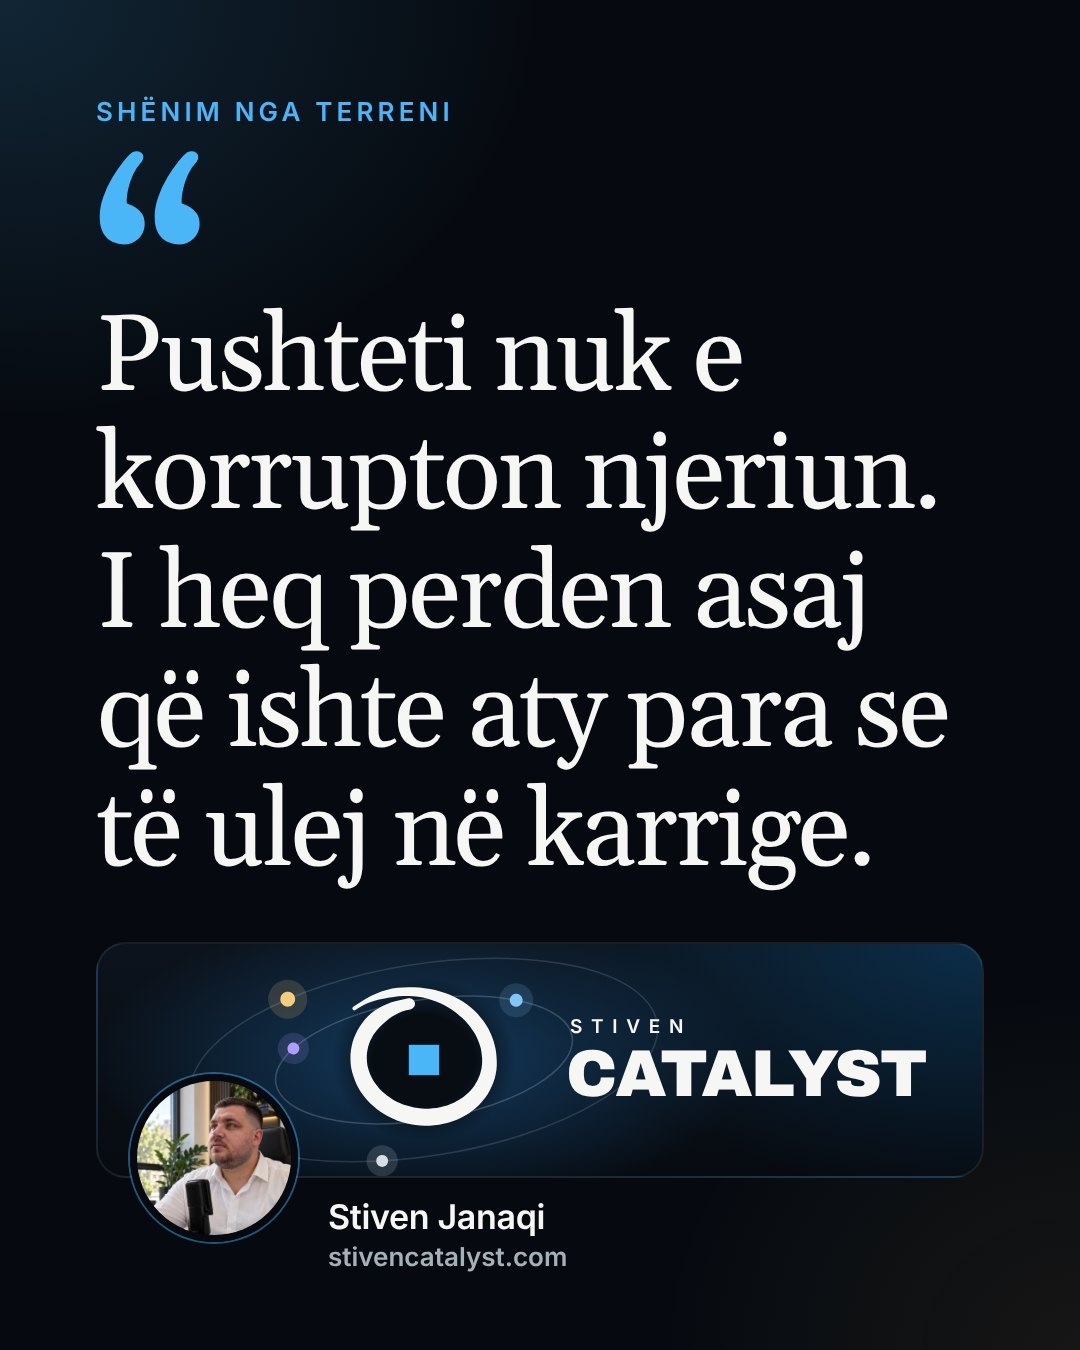 SHËNIM NGA TERRENI
“
Pushteti nuk e
korrupton njeriun.
I heq perden asaj
që ishte aty para se
të ulej në karrige.
STIVEN
CATALYST
Stiven Janaqi
stivencatalyst.com